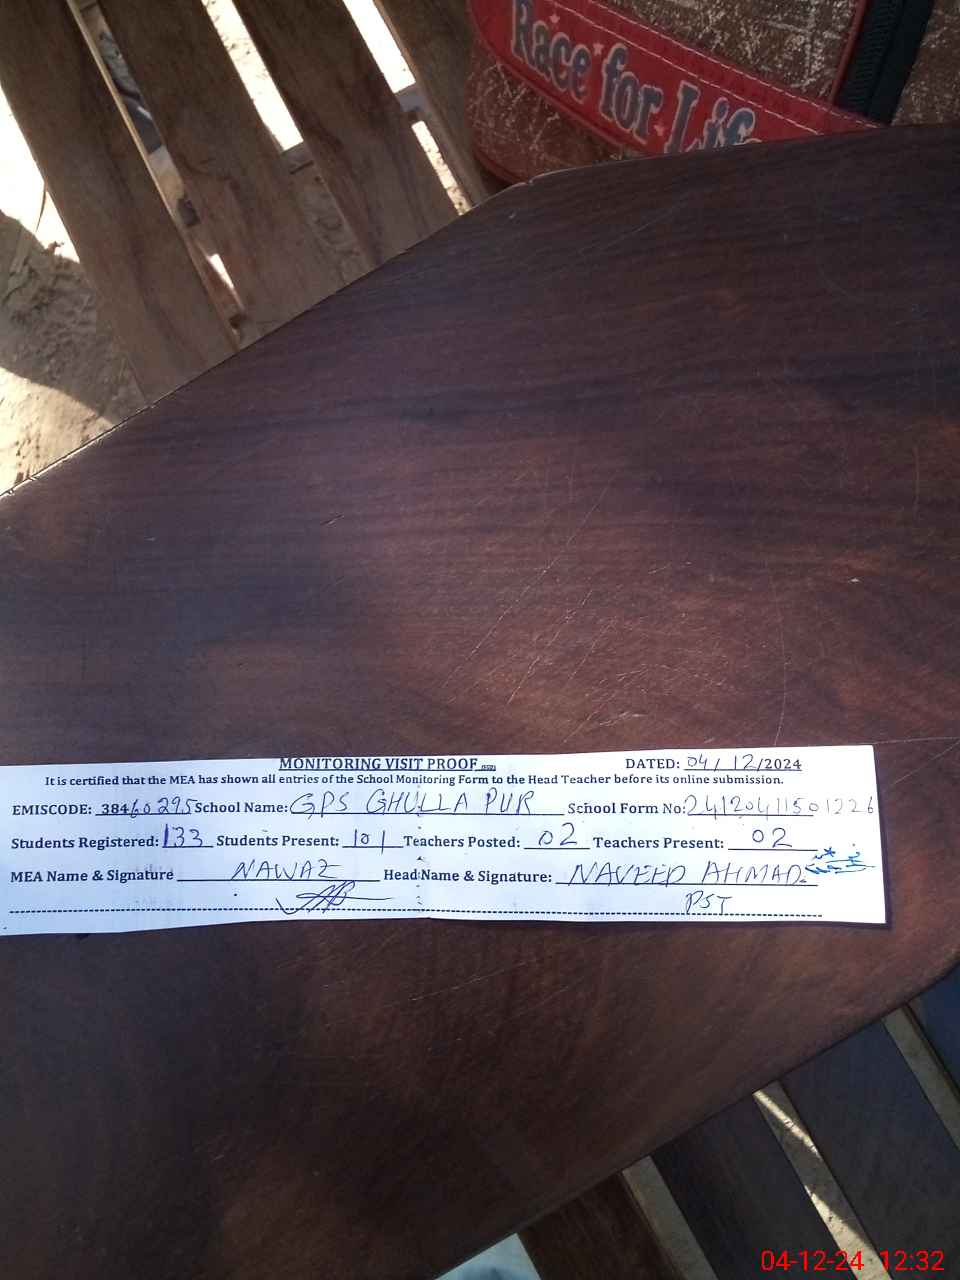 Race for Life
MONITORING VISIT PROOF
DATED: 04/12/2024
It is certified that the MEA has shown all entries of the School Monitoring Form to the Head Teacher before its online submission.
EMISCODE: 38460295 School Name: GPS GHULLA PUR School Form No: 24120411501226
Students Registered: 133 Students Present: 101 Teachers Posted: 02 Teachers Present: 02
MEA Name & Signature NAWAZ Head Name & Signature: NAVEED AHMAD
PST
04-12-24 12:32